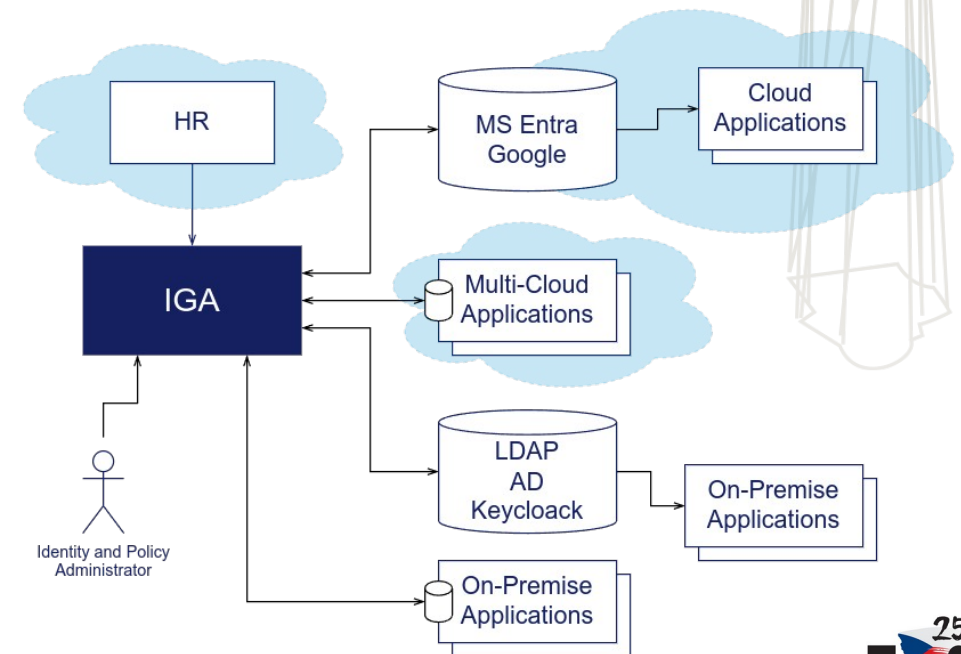 HR
MS Entra
Google
Cloud
Applications
IGA
Multi-Cloud
Applications
LDAP
AD
Keycloack
On-Premise
Applications
Identity and Policy
Administrator
On-Premise
Applications
25